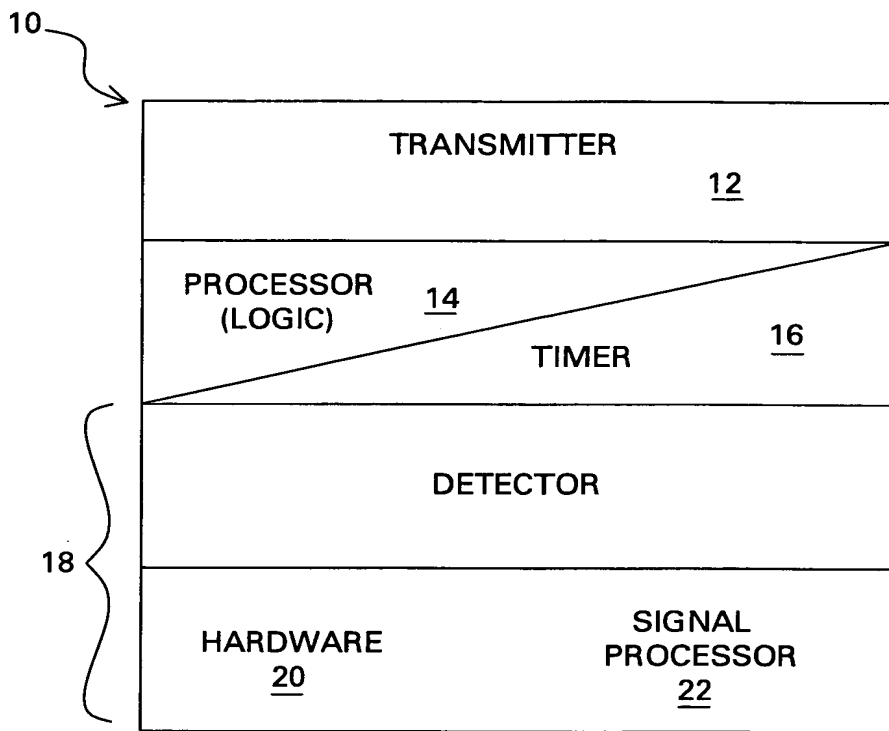 10
TRANSMITTER
12
PROCESSOR
(LOGIC)
14
16
TIMER
DETECTOR
18
HARDWARE
20
SIGNAL
PROCESSOR
22